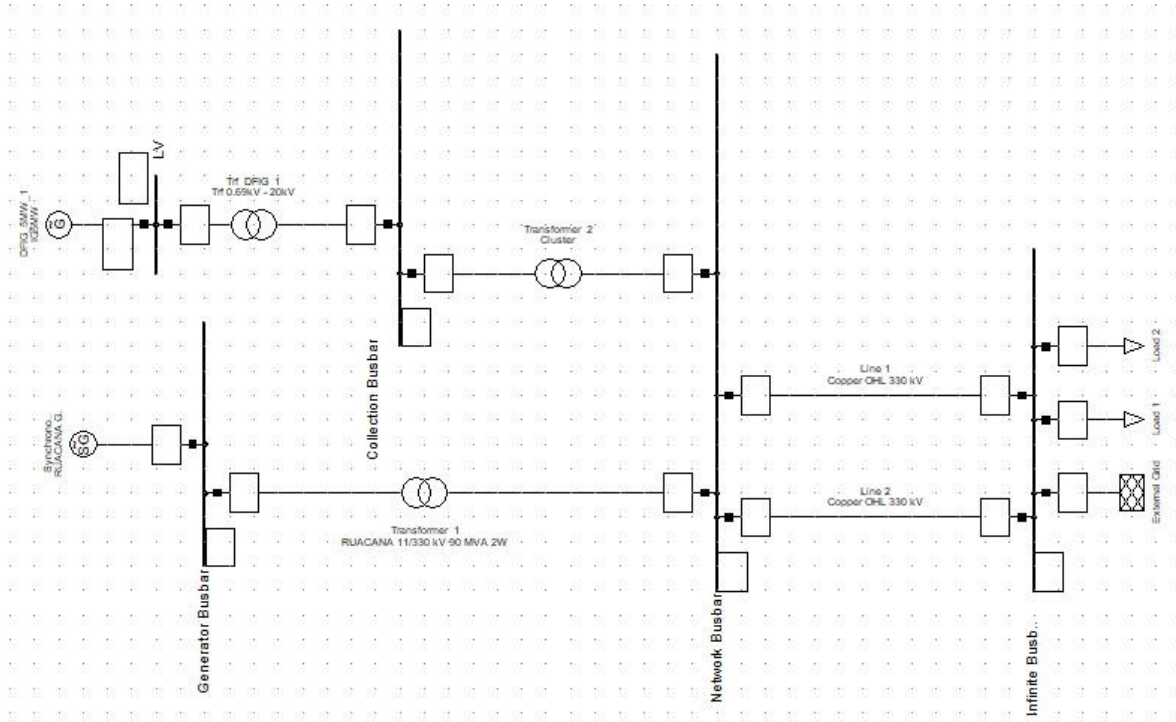 LV
Trf DFIG 1
Trf 0.69kV - 20kV
DFIG_5MW_1
G
Transformer 2
Cluster
Collection Busbar
Synchrono..
RUACANA G.
SG
Transformer 1
RUACANA 11/330 kV 90 MVA 2W
Generator Busbar
Line 1
Copper OHL 330 kV
Line 2
Copper OHL 330 kV
Network Busbar
Load 2
Load 1
External Grid
Infinite Busb..